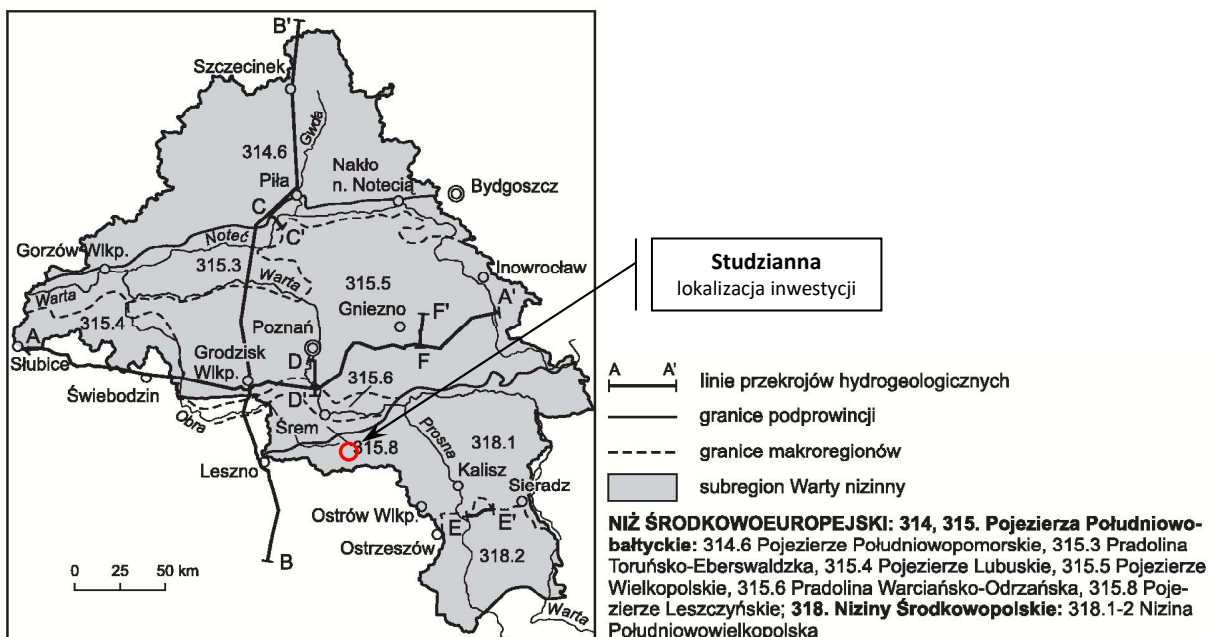 B'
Szczecinek
Gwda
314.6
Nakło
n. Notecią
Piła
Bydgoszcz
C
C'
Noteć
Gorzów Wlkp.
315.3
Inowrocław
Warta
Warta
315.5
A'
Gniezno
F'
315.4
Poznań
A
Słubice
Grodzisk
Wlkp.
D
F
Świebodzin
315.6
D'
Obra
Śrem
Prosna
318.1
315.8
Leszno
Kalisz
Sieradz
Ostrów Wlkp.
E
E'
Ostrzeszów
318.2
B
0 25 50 km
Warta
Studzianna
lokalizacja inwestycji
A A' linie przekrojów hydrogeologicznych
granice podprowincji
granice makroregionów
subregion Warty nizinny
NIŻ ŚRODKOWOEUROPEJSKI: 314, 315. Pojezierza Południowo-
bałtyckie: 314.6 Pojezierze Południowopomorskie, 315.3 Pradolina
Toruńsko-Eberswaldzka, 315.4 Pojezierze Lubuskie, 315.5 Pojezierze
Wielkopolskie, 315.6 Pradolina Warciańsko-Odrzańska, 315.8 Poje-
zierze Leszczyńskie; 318. Niziny Środkowopolskie: 318.1-2 Nizina
Południowowielkopolska